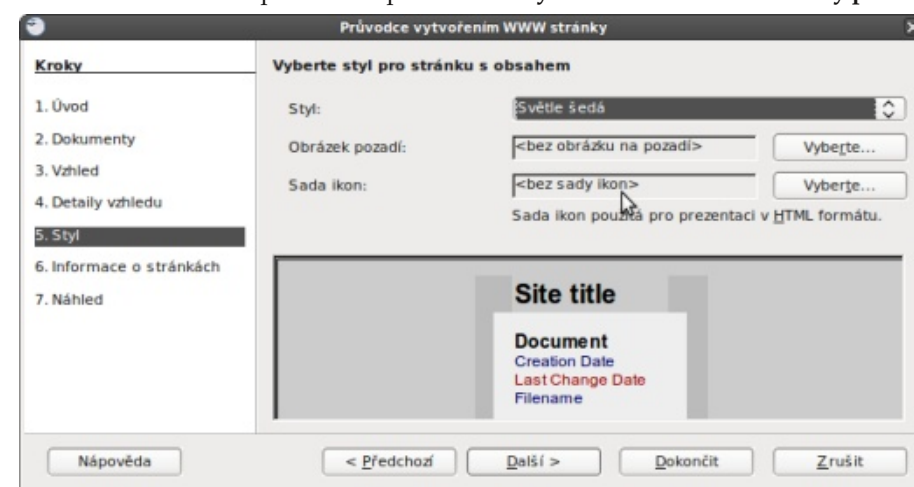 Průvodce vytvořením WWW stránky
Kroky
1. Úvod
2. Dokumenty
3. Vzhled
4. Detaily vzhledu
5. Styl
6. Informace o stránkách
7. Náhled
Vyberte styl pro stránku s obsahem
Styl: Světle šedá
Obrázek pozadí: <bez obrázku na pozadí> Vyberte...
Sada ikon: <bez sady ikon> Vyberte...
Sada ikon použitá pro prezentaci v HTML formátu.
Site title
Document
Creation Date
Last Change Date
Filename
Nápověda < Předchozí Další > Dokončit Zrušit